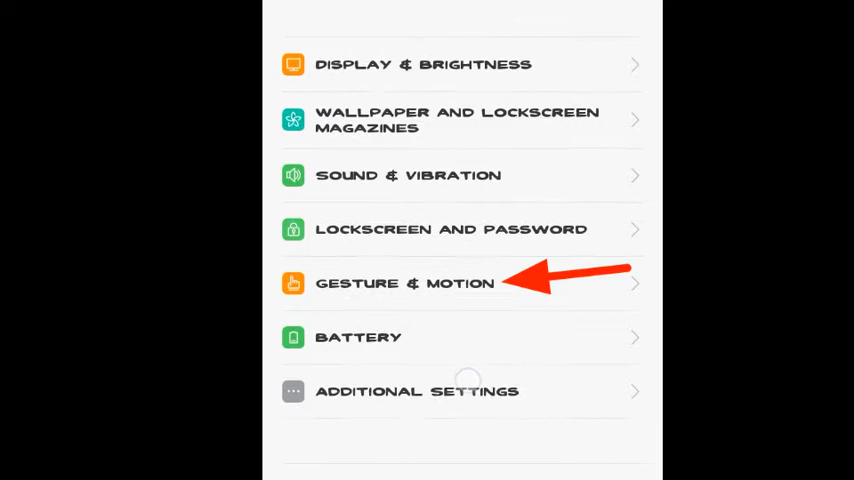 DISPLAY & BRIGHTNESS
WALLPAPER AND LOCKSCREEN
MAGAZINES
SOUND & VIBRATION
LOCKSCREEN AND PASSWORD
GESTURE & MOTION
BATTERY
ADDITIONAL SETTINGS